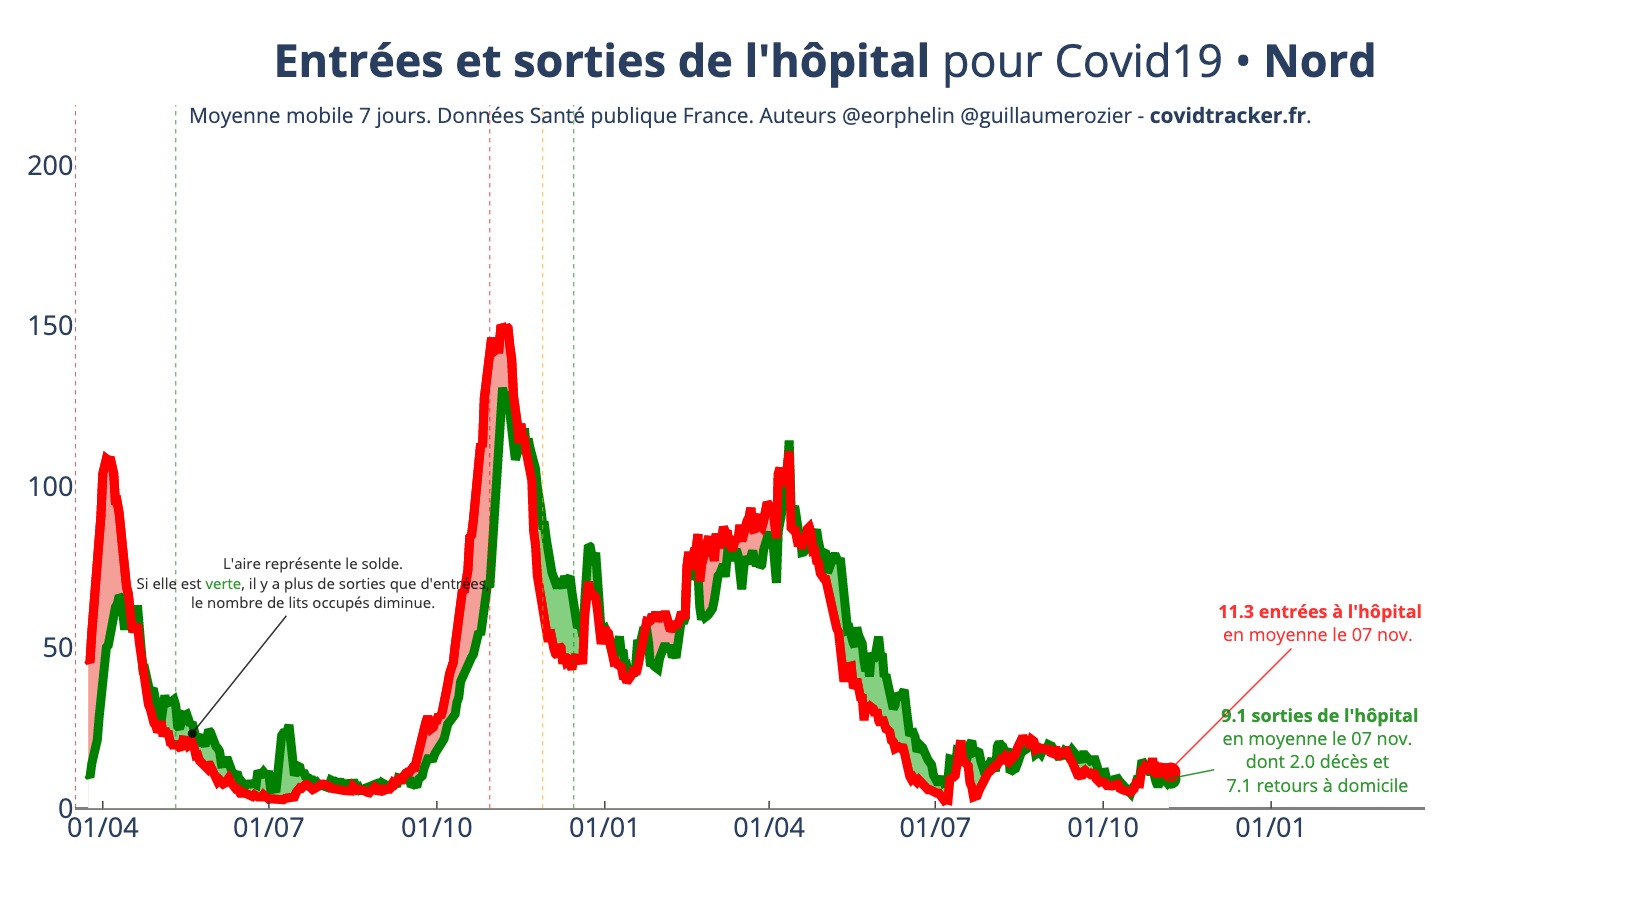 Entrées et sorties de l'hôpital pour Covid19 • Nord
Moyenne mobile 7 jours. Données Santé publique France. Auteurs @eorphelin @guillaumerozier - covidtracker.fr.
200
150
100
50
0
L'aire représente le solde.
Si elle est verte, il y a plus de sorties que d'entrées,
le nombre de lits occupés diminue.
11.3 entrées à l'hôpital
en moyenne le 07 nov.
9.1 sorties de l'hôpital
en moyenne le 07 nov.
dont 2.0 décès et
7.1 retours à domicile
01/04 01/07 01/10 01/01 01/04 01/07 01/10 01/01